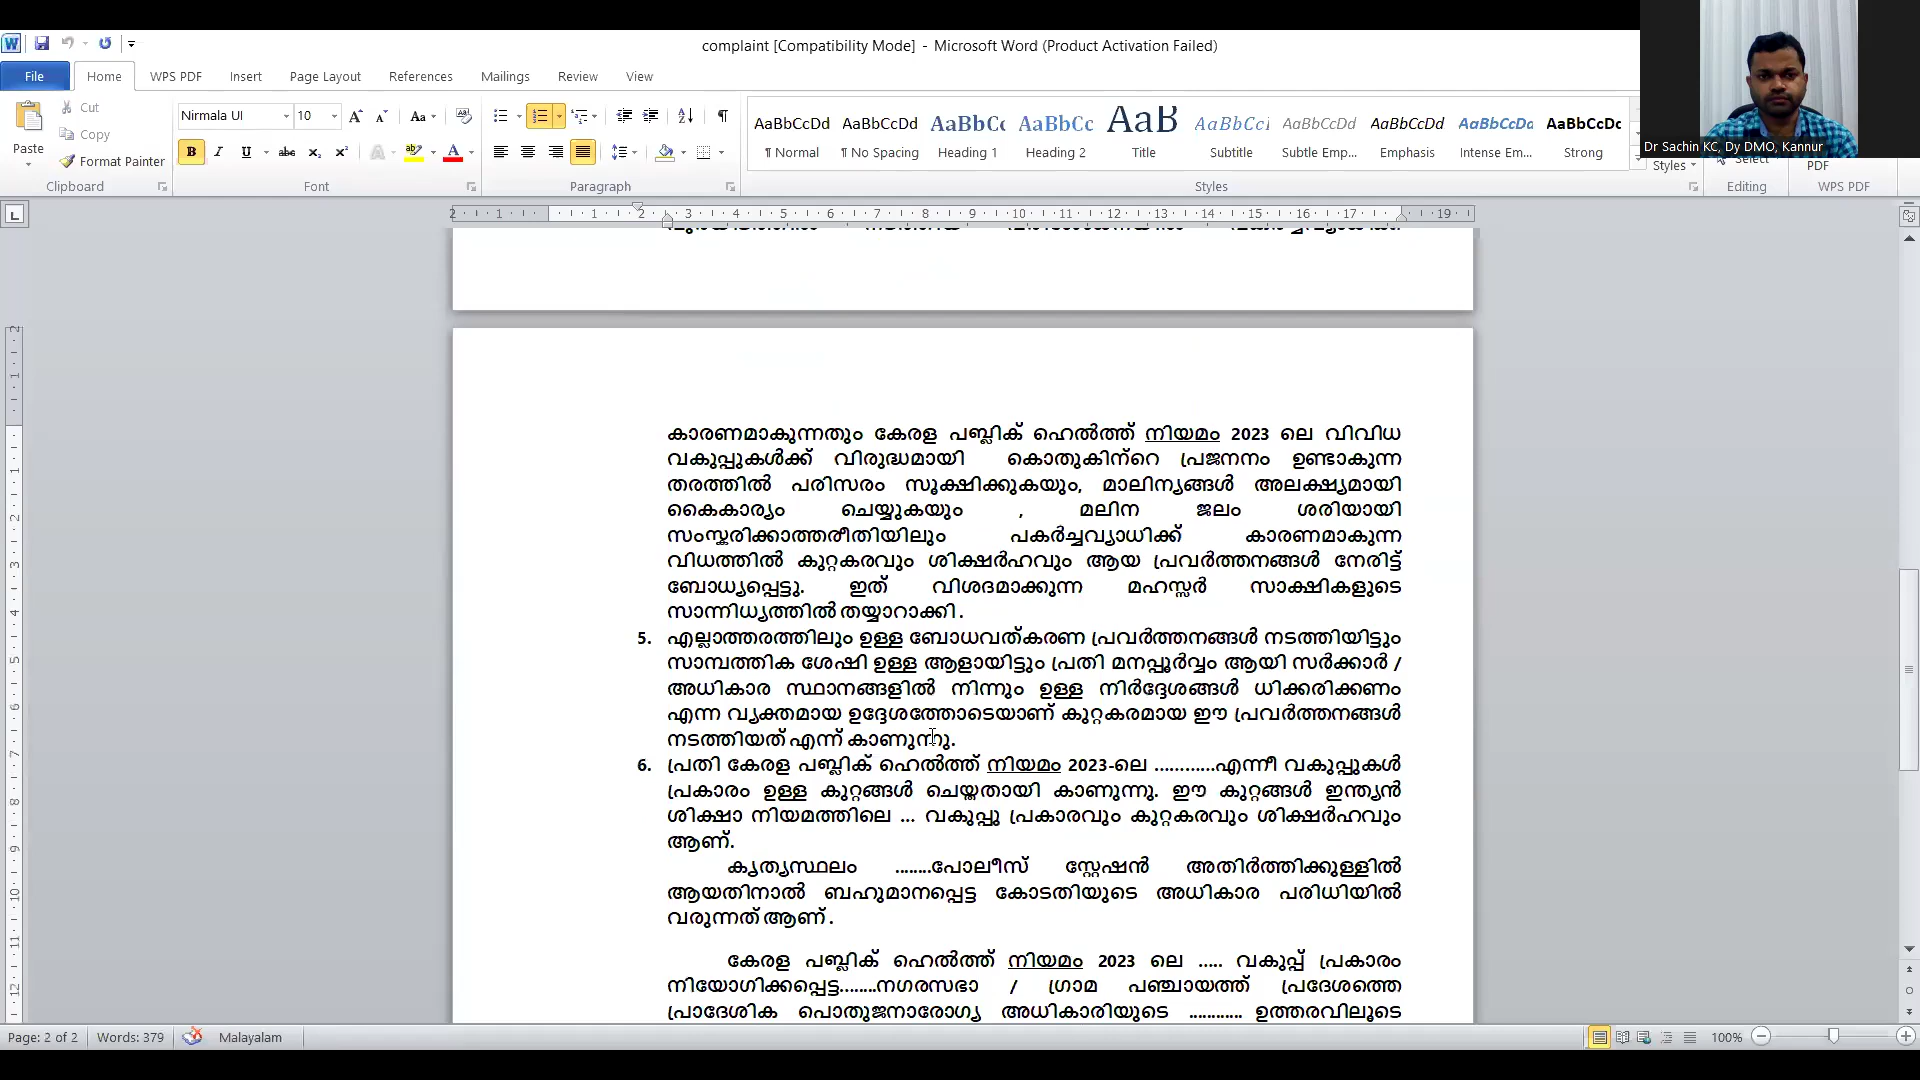 complaint [Compatibility Mode] - Microsoft Word (Product Activation Failed)
File Home WPS PDF Insert Page Layout References Mailings Review View
Paste
Cut
Copy
Format Painter
Clipboard
Nirmala UI 10
Font
Paragraph
AaBbCcDd AaBbCcDd AaBbCc AaBbCc AaB AaBbCcI AaBbCcDd AaBbCcDd AaBbCcDd AaBbCcDc
¶ Normal ¶ No Spacing Heading 1 Heading 2 Title Subtitle Subtle Emp... Emphasis Intense Em... Strong
Styles
Styles
Select
Editing
PDF
WPS PDF
Dr Sachin KC, Dy DMO, Kannur
കാരണമാകുന്നതും കേരള പബ്ലിക് ഹെൽത്ത് നിയമം 2023 ലെ വിവിധ
വകുപ്പുകൾക്ക് വിരുദ്ധമായി കൊതുകിന്റെ പ്രജനനം ഉണ്ടാകുന്ന
തരത്തിൽ പരിസരം സൂക്ഷിക്കുകയും, മാലിന്യങ്ങൾ അലക്ഷ്യമായി
കൈകാര്യം ചെയ്യുകയും , മലിന ജലം ശരിയായി
സംസ്കരിക്കാത്തരീതിയിലും പകർച്ചവ്യാധിക്ക് കാരണമാകുന്ന
വിധത്തിൽ കുറ്റകരവും ശിക്ഷർഹവും ആയ പ്രവർത്തനങ്ങൾ നേരിട്ട്
ബോധ്യപ്പെട്ടു. ഇത് വിശദമാക്കുന്ന മഹസ്സർ സാക്ഷികളുടെ
സാന്നിധ്യത്തിൽ തയ്യാറാക്കി .
5. എല്ലാത്തരത്തിലും ഉള്ള ബോധവത്കരണ പ്രവർത്തനങ്ങൾ നടത്തിയിട്ടും
സാമ്പത്തിക ശേഷി ഉള്ള ആളായിട്ടും പ്രതി മനപ്പൂർവ്വം ആയി സർക്കാർ /
അധികാര സ്ഥാനങ്ങളിൽ നിന്നും ഉള്ള നിർദ്ദേശങ്ങൾ ധിക്കരിക്കണം
എന്ന വ്യക്തമായ ഉദ്ദേശത്തോടെയാണ് കുറ്റകരമായ ഈ പ്രവർത്തനങ്ങൾ
നടത്തിയത് എന്ന് കാണുന്നു.
6. പ്രതി കേരള പബ്ലിക് ഹെൽത്ത് നിയമം 2023-ലെ ............എന്നീ വകുപ്പുകൾ
പ്രകാരം ഉള്ള കുറ്റങ്ങൾ ചെയ്തതായി കാണുന്നു. ഈ കുറ്റങ്ങൾ ഇന്ത്യൻ
ശിക്ഷാ നിയമത്തിലെ ... വകുപ്പു പ്രകാരവും കുറ്റകരവും ശിക്ഷർഹവും
ആണ്.
കൃത്യസ്ഥലം ........പോലീസ് സ്റ്റേഷൻ അതിർത്തിക്കുള്ളിൽ
ആയതിനാൽ ബഹുമാനപ്പെട്ട കോടതിയുടെ അധികാര പരിധിയിൽ
വരുന്നത് ആണ് .
കേരള പബ്ലിക് ഹെൽത്ത് നിയമം 2023 ലെ ..... വകുപ്പ് പ്രകാരം
നിയോഗിക്കപ്പെട്ട........നഗരസഭാ / ഗ്രാമ പഞ്ചായത്ത് പ്രദേശത്തെ
പ്രാദേശിക പൊതുജനാരോഗ്യ അധികാരിയുടെ ............ ഉത്തരവിലൂടെ
Page: 2 of 2 Words: 379 Malayalam 100%